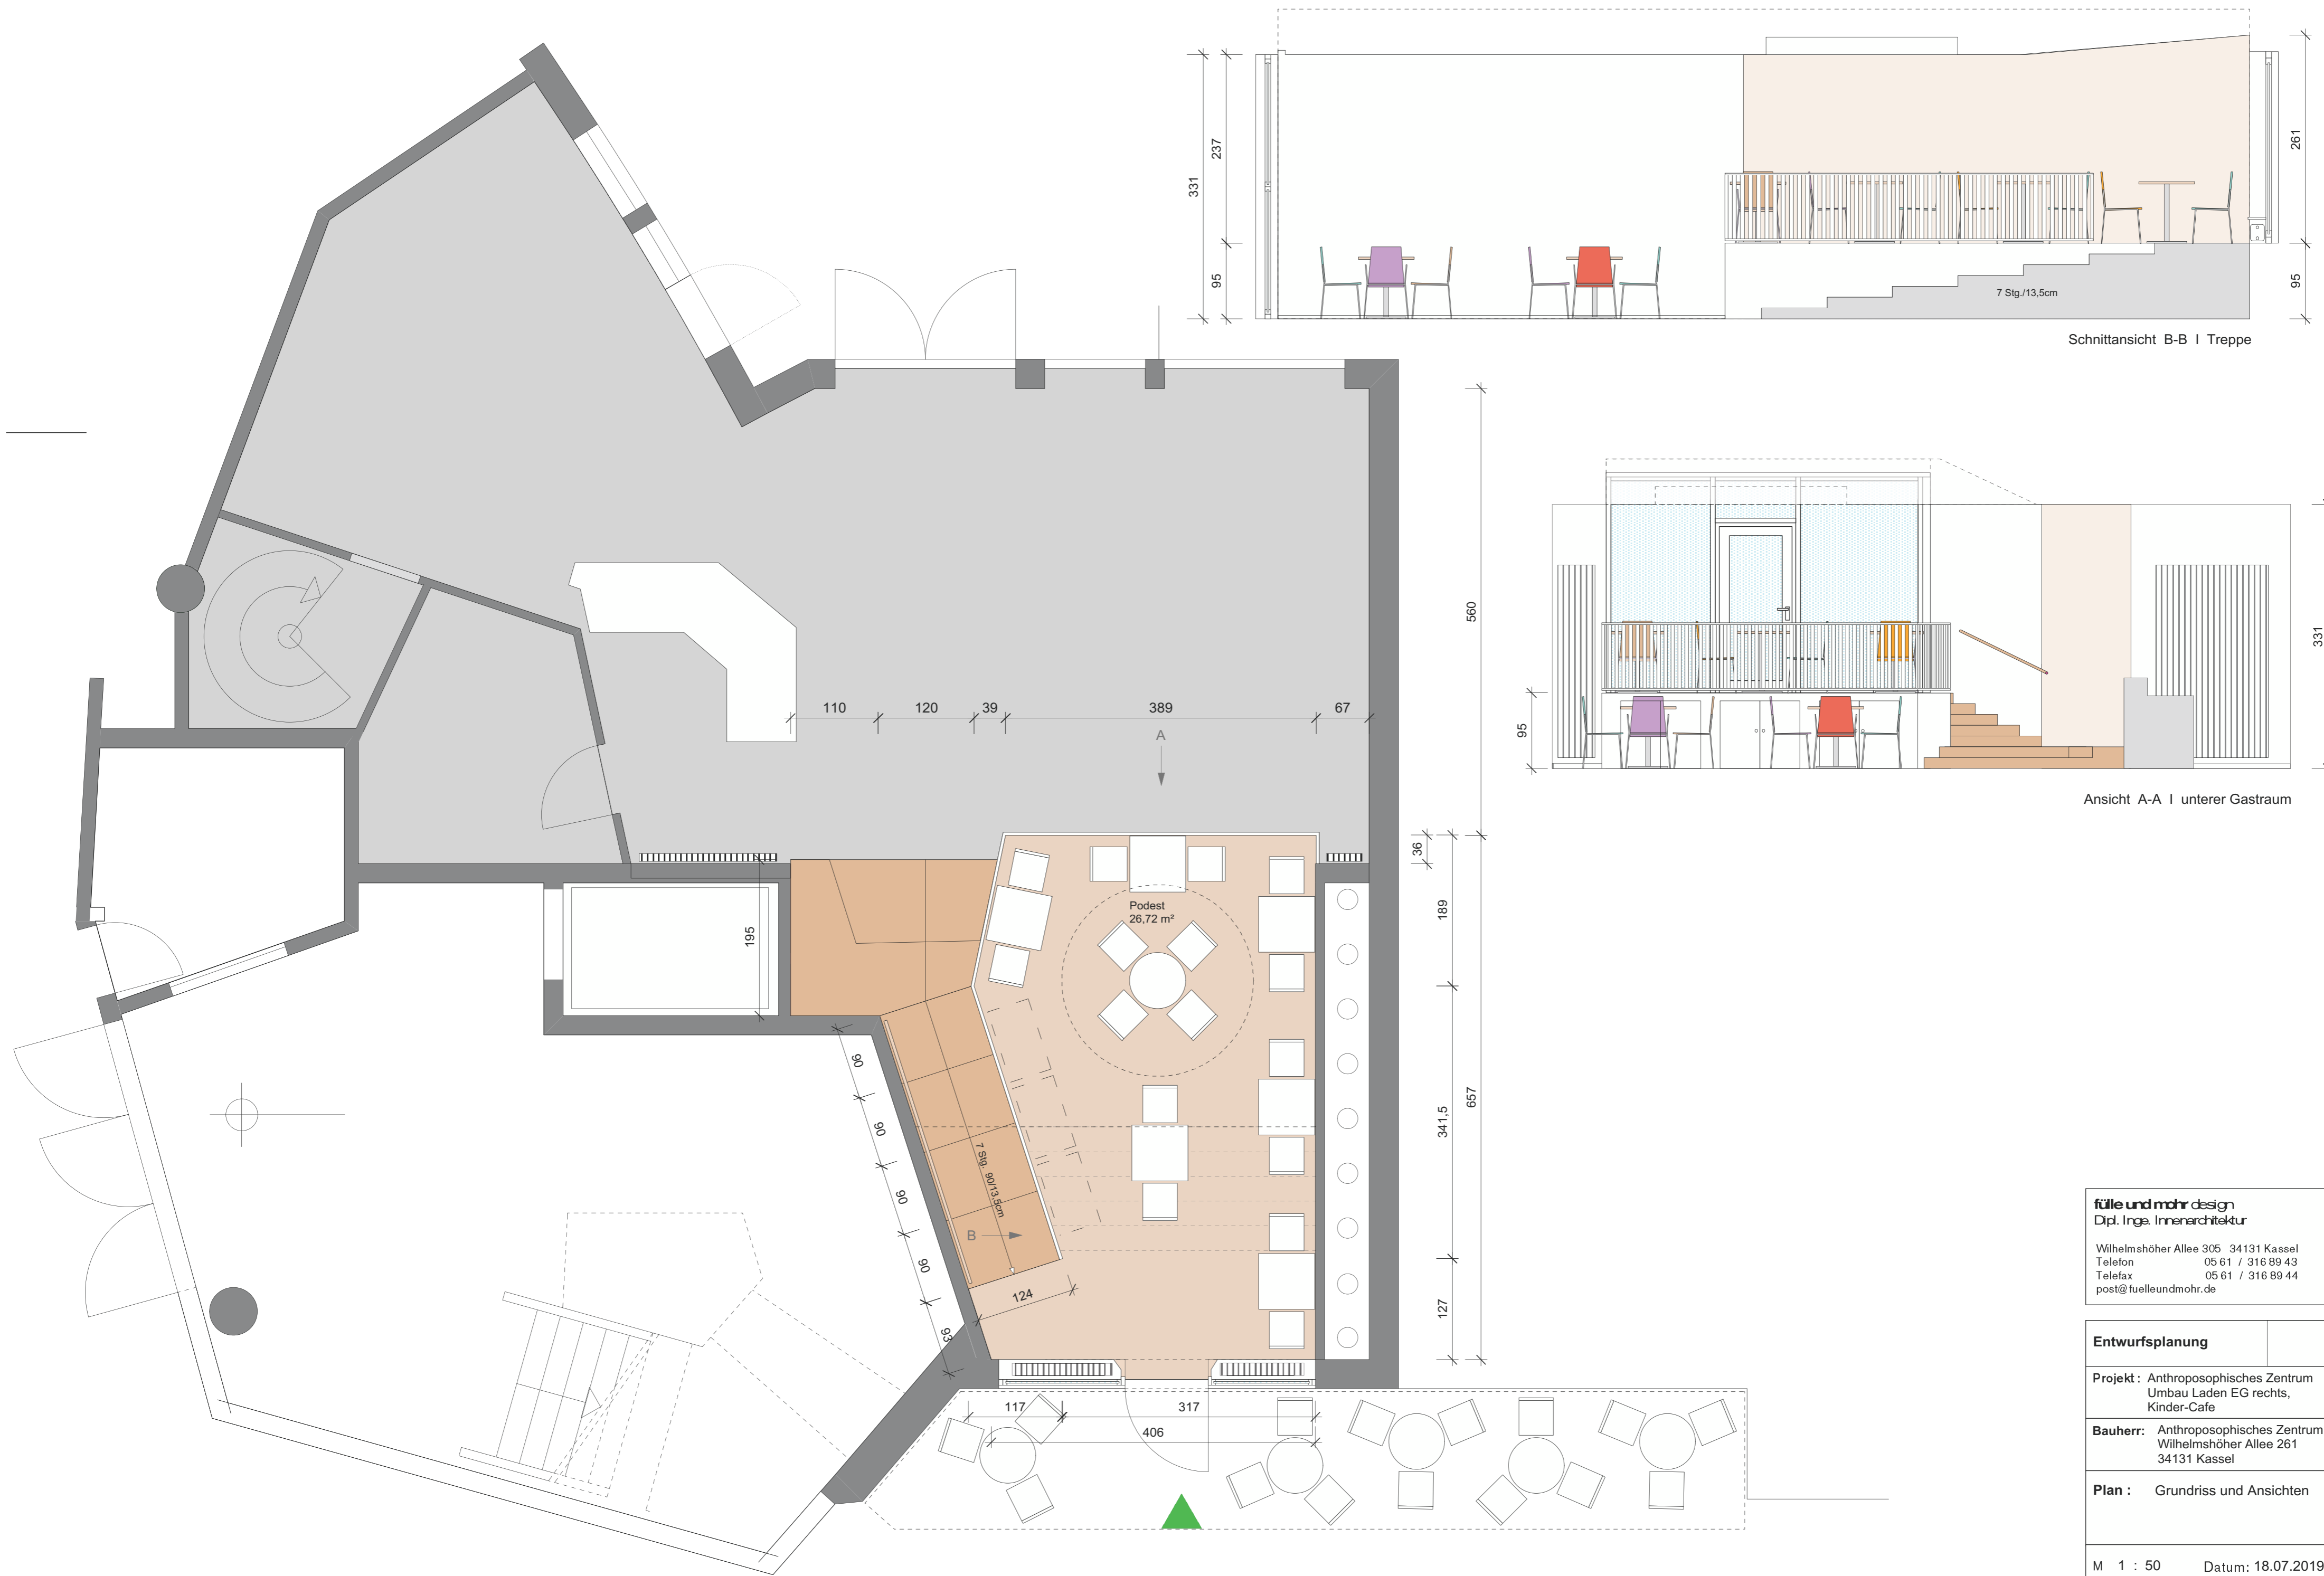 331
237
95
261
95
7 Stg./13,5cm
Schnittansicht B-B I Treppe
95
331
Ansicht A-A I unterer Gastraum
110
120
39
389
67
A
560
36
189
341,5
657
127
195
Podest
26,72 m²
90
90
90
90
93
7 Stg. 90/13,5cm
B
124
117
317
406
fülle und mohr design
Dipl. Inge. Innenarchitektur
Wilhelmshöher Allee 305 34131 Kassel
Telefon 05 61 / 316 89 43
Telefax 05 61 / 316 89 44
post@fuelleundmohr.de
Entwurfsplanung
Projekt : Anthroposophisches Zentrum
Umbau Laden EG rechts,
Kinder-Cafe
Bauherr: Anthroposophisches Zentrum
Wilhelmshöher Allee 261
34131 Kassel
Plan : Grundriss und Ansichten
M 1 : 50 Datum: 18.07.2019